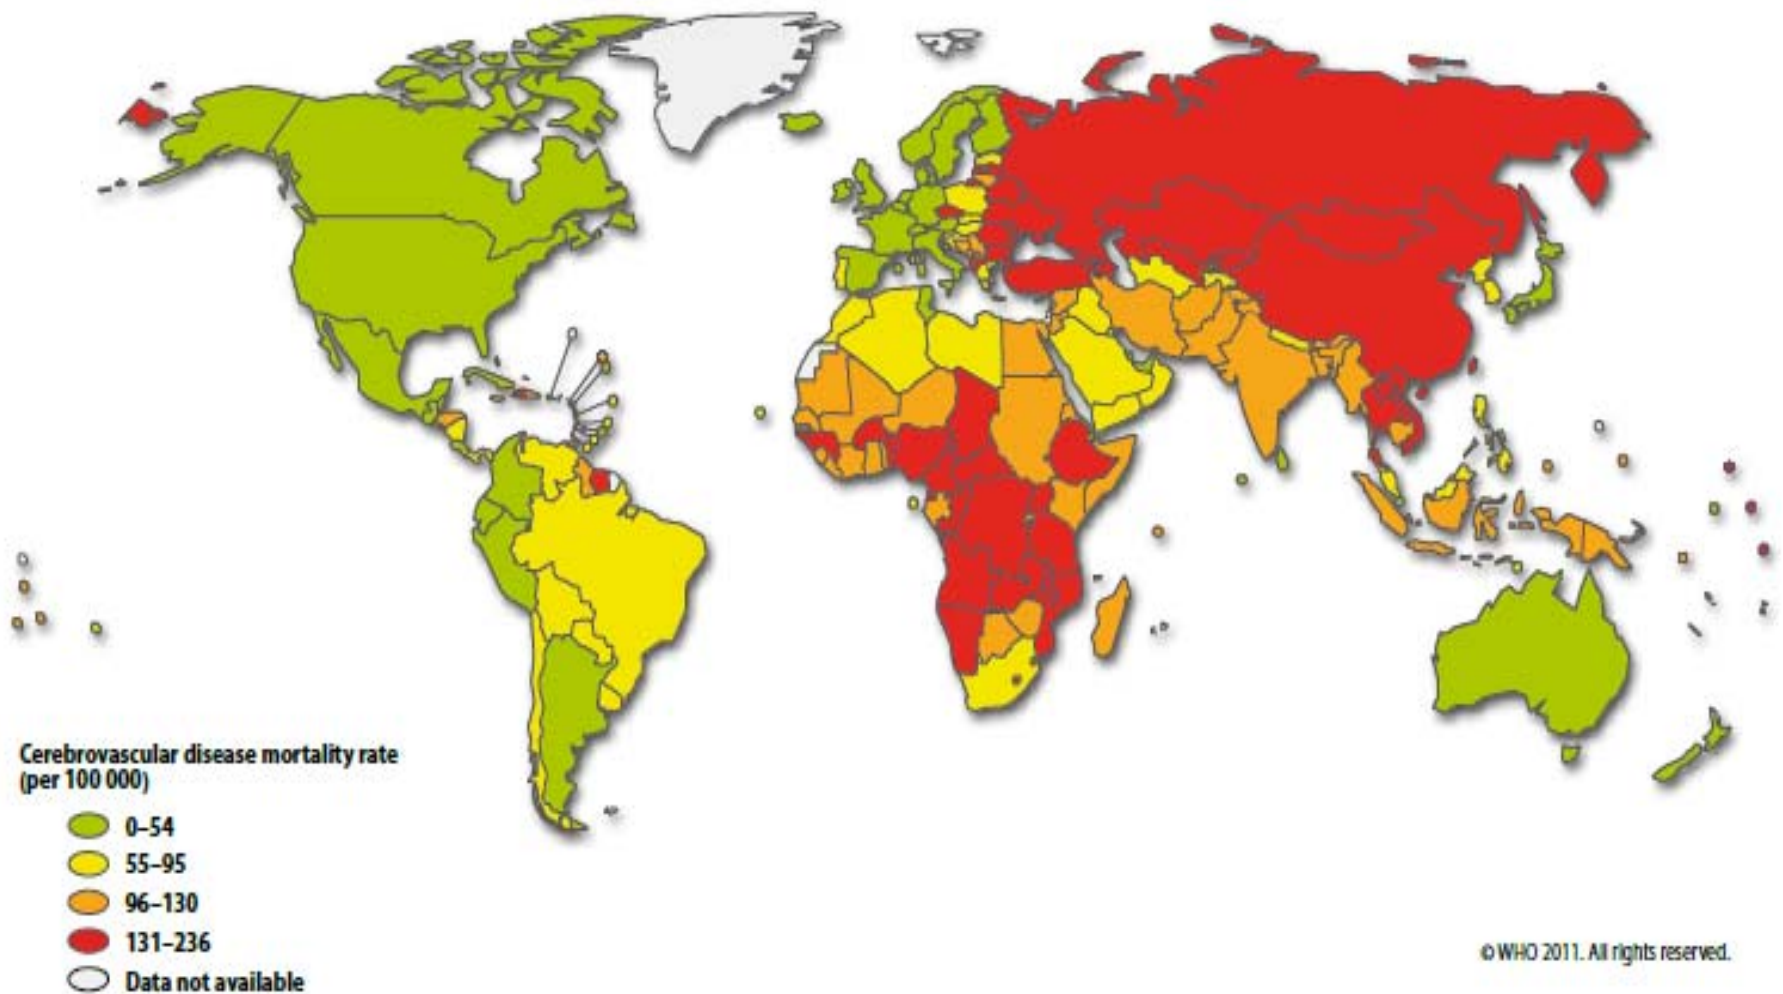 Cerebrovascular disease mortality rate
(per 100 000)
0–54
55–95
96–130
131–236
Data not available
© WHO 2011. All rights reserved.